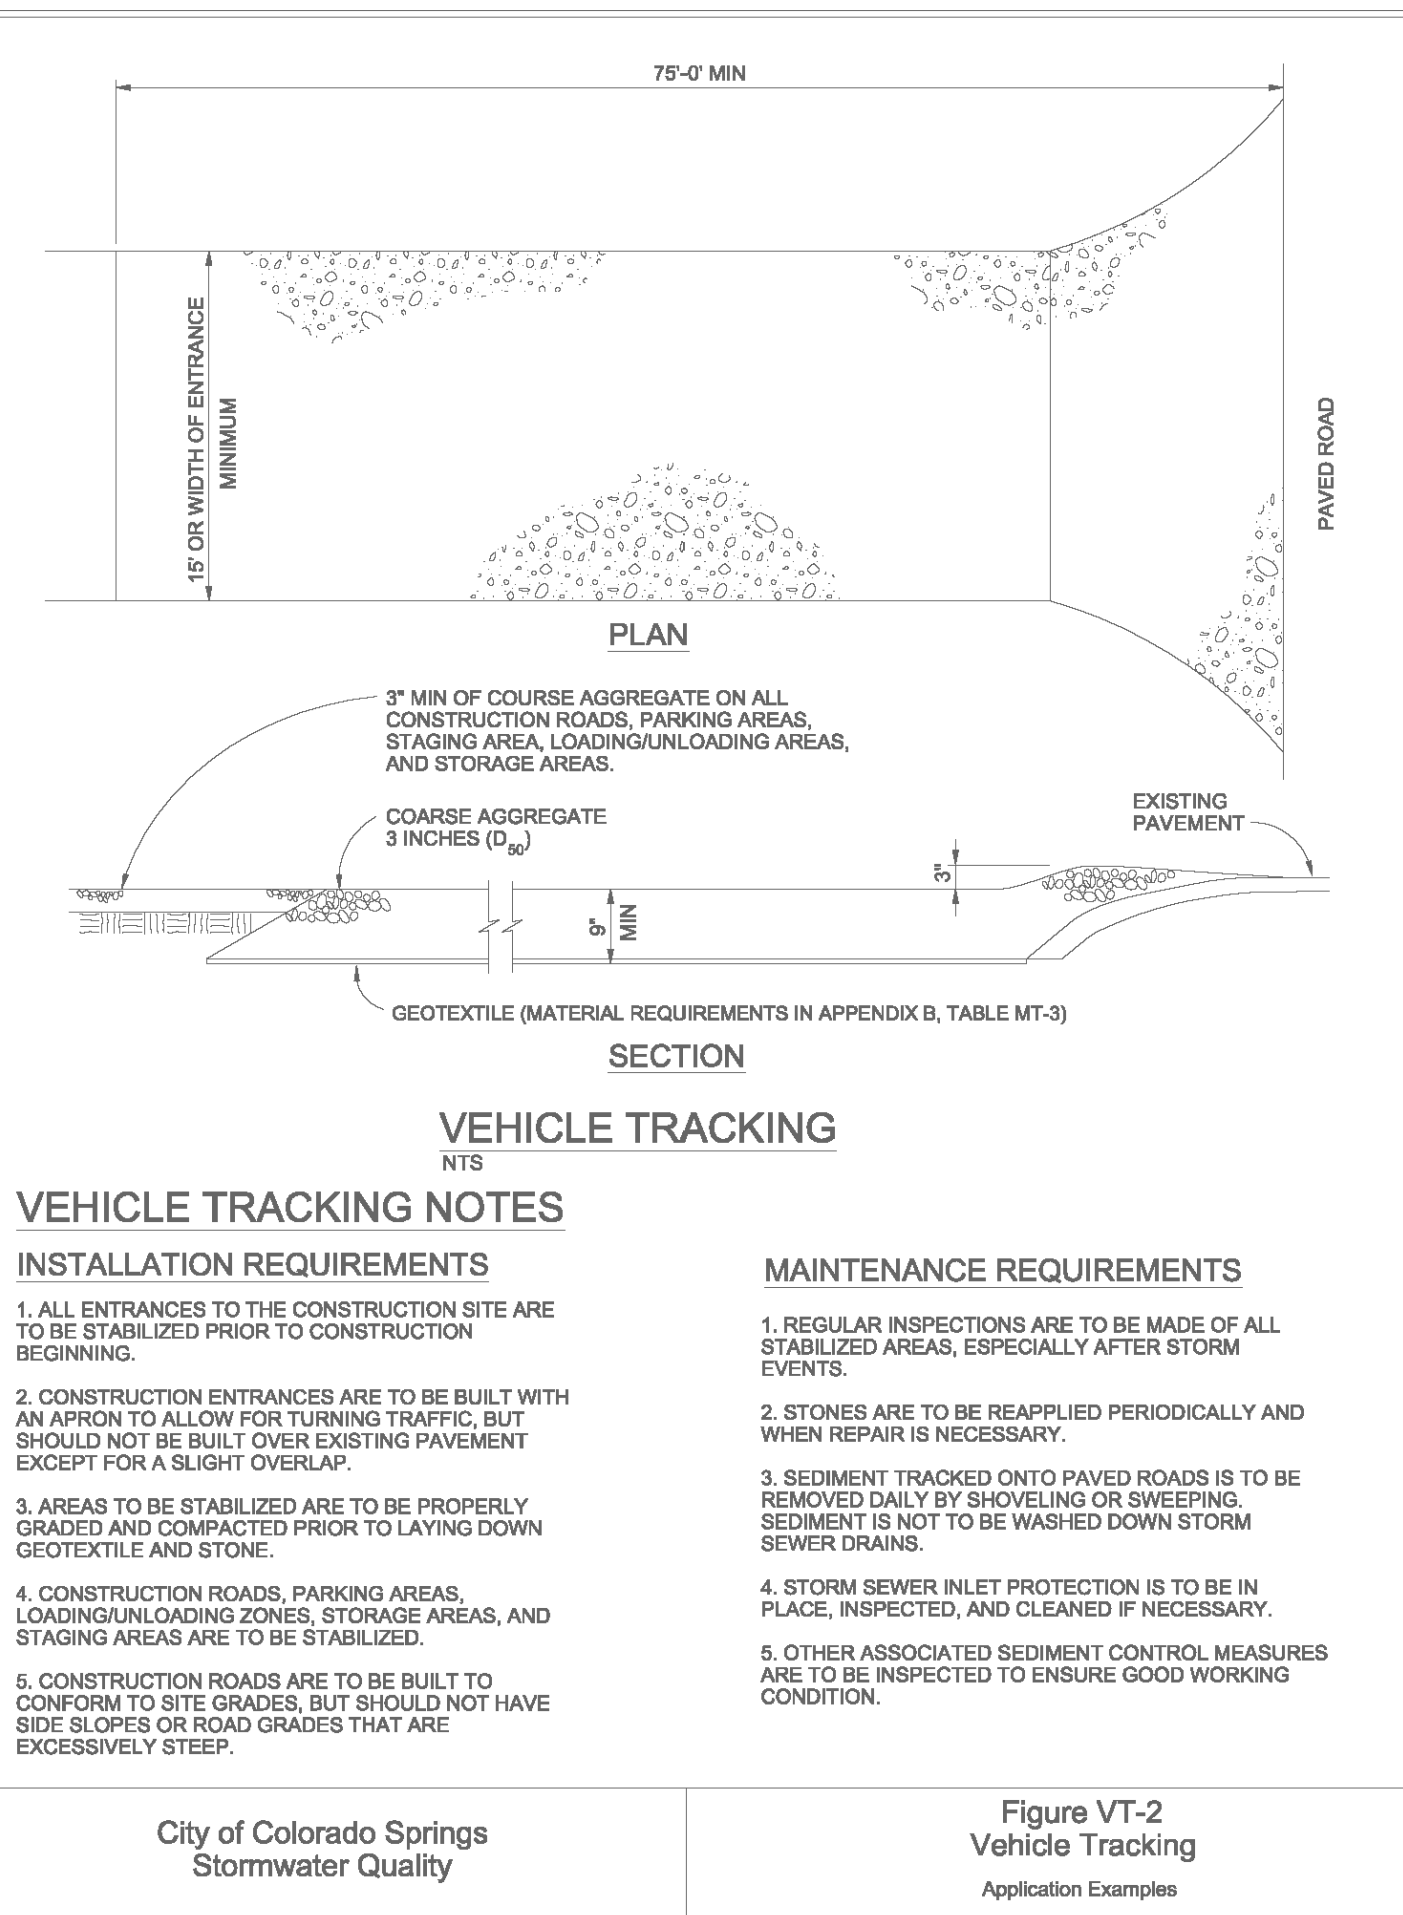 75'-0' MIN
15' OR WIDTH OF ENTRANCE
MINIMUM
PAVED ROAD
PLAN
3" MIN OF COURSE AGGREGATE ON ALL
CONSTRUCTION ROADS, PARKING AREAS,
STAGING AREA, LOADING/UNLOADING AREAS,
AND STORAGE AREAS.
COARSE AGGREGATE
3 INCHES (D50)
EXISTING
PAVEMENT
3"
9"
MIN
GEOTEXTILE (MATERIAL REQUIREMENTS IN APPENDIX B, TABLE MT-3)
SECTION
VEHICLE TRACKING
NTS
VEHICLE TRACKING NOTES
INSTALLATION REQUIREMENTS
1. ALL ENTRANCES TO THE CONSTRUCTION SITE ARE
TO BE STABILIZED PRIOR TO CONSTRUCTION
BEGINNING.
2. CONSTRUCTION ENTRANCES ARE TO BE BUILT WITH
AN APRON TO ALLOW FOR TURNING TRAFFIC, BUT
SHOULD NOT BE BUILT OVER EXISTING PAVEMENT
EXCEPT FOR A SLIGHT OVERLAP.
3. AREAS TO BE STABILIZED ARE TO BE PROPERLY
GRADED AND COMPACTED PRIOR TO LAYING DOWN
GEOTEXTILE AND STONE.
4. CONSTRUCTION ROADS, PARKING AREAS,
LOADING/UNLOADING ZONES, STORAGE AREAS, AND
STAGING AREAS ARE TO BE STABILIZED.
5. CONSTRUCTION ROADS ARE TO BE BUILT TO
CONFORM TO SITE GRADES, BUT SHOULD NOT HAVE
SIDE SLOPES OR ROAD GRADES THAT ARE
EXCESSIVELY STEEP.
MAINTENANCE REQUIREMENTS
1. REGULAR INSPECTIONS ARE TO BE MADE OF ALL
STABILIZED AREAS, ESPECIALLY AFTER STORM
EVENTS.
2. STONES ARE TO BE REAPPLIED PERIODICALLY AND
WHEN REPAIR IS NECESSARY.
3. SEDIMENT TRACKED ONTO PAVED ROADS IS TO BE
REMOVED DAILY BY SHOVELING OR SWEEPING.
SEDIMENT IS NOT TO BE WASHED DOWN STORM
SEWER DRAINS.
4. STORM SEWER INLET PROTECTION IS TO BE IN
PLACE, INSPECTED, AND CLEANED IF NECESSARY.
5. OTHER ASSOCIATED SEDIMENT CONTROL MEASURES
ARE TO BE INSPECTED TO ENSURE GOOD WORKING
CONDITION.
City of Colorado Springs
Stormwater Quality
Figure VT-2
Vehicle Tracking
Application Examples